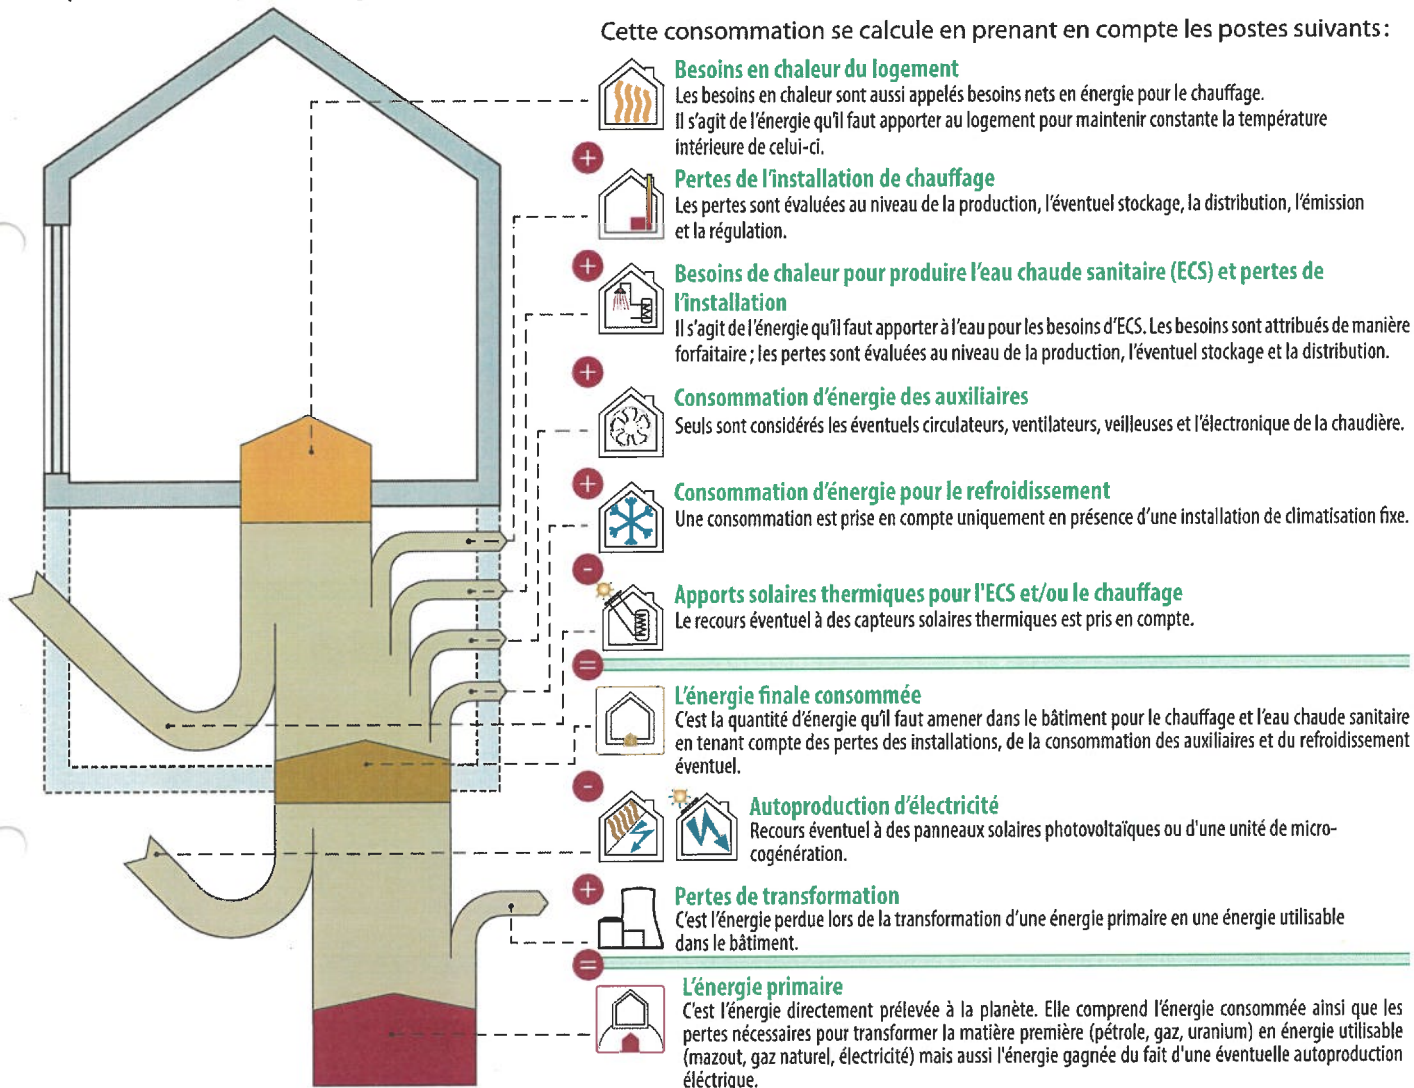 Cette consommation se calcule en prenant en compte les postes suivants :
Besoins en chaleur du logement
Les besoins en chaleur sont aussi appelés besoins nets en énergie pour le chauffage.
Il s'agit de l'énergie qu'il faut apporter au logement pour maintenir constante la température
intérieure de celui-ci.
+
Pertes de l'installation de chauffage
Les pertes sont évaluées au niveau de la production, l'éventuel stockage, la distribution, l'émission
et la régulation.
+
Besoins de chaleur pour produire l'eau chaude sanitaire (ECS) et pertes de
l'installation
Il s'agit de l'énergie qu'il faut apporter à l'eau pour les besoins d'ECS. Les besoins sont attribués de manière
forfaitaire ; les pertes sont évaluées au niveau de la production, l'éventuel stockage et la distribution.
+
Consommation d'énergie des auxiliaires
Seuls sont considérés les éventuels circulateurs, ventilateurs, veilleuses et l'électronique de la chaudière.
+
Consommation d'énergie pour le refroidissement
Une consommation est prise en compte uniquement en présence d'une installation de climatisation fixe.
-
Apports solaires thermiques pour l'ECS et/ou le chauffage
Le recours éventuel à des capteurs solaires thermiques est pris en compte.
=
L'énergie finale consommée
C'est la quantité d'énergie qu'il faut amener dans le bâtiment pour le chauffage et l'eau chaude sanitaire
en tenant compte des pertes des installations, de la consommation des auxiliaires et du refroidissement
éventuel.
-
Autoproduction d'électricité
Recours éventuel à des panneaux solaires photovoltaïques ou d'une unité de micro-
cogénération.
+
Pertes de transformation
C'est l'énergie perdue lors de la transformation d'une énergie primaire en une énergie utilisable
dans le bâtiment.
=
L'énergie primaire
C'est l'énergie directement prélevée à la planète. Elle comprend l'énergie consommée ainsi que les
pertes nécessaires pour transformer la matière première (pétrole, gaz, uranium) en énergie utilisable
(mazout, gaz naturel, électricité) mais aussi l'énergie gagnée du fait d'une éventuelle autoproduction
éléctrique.